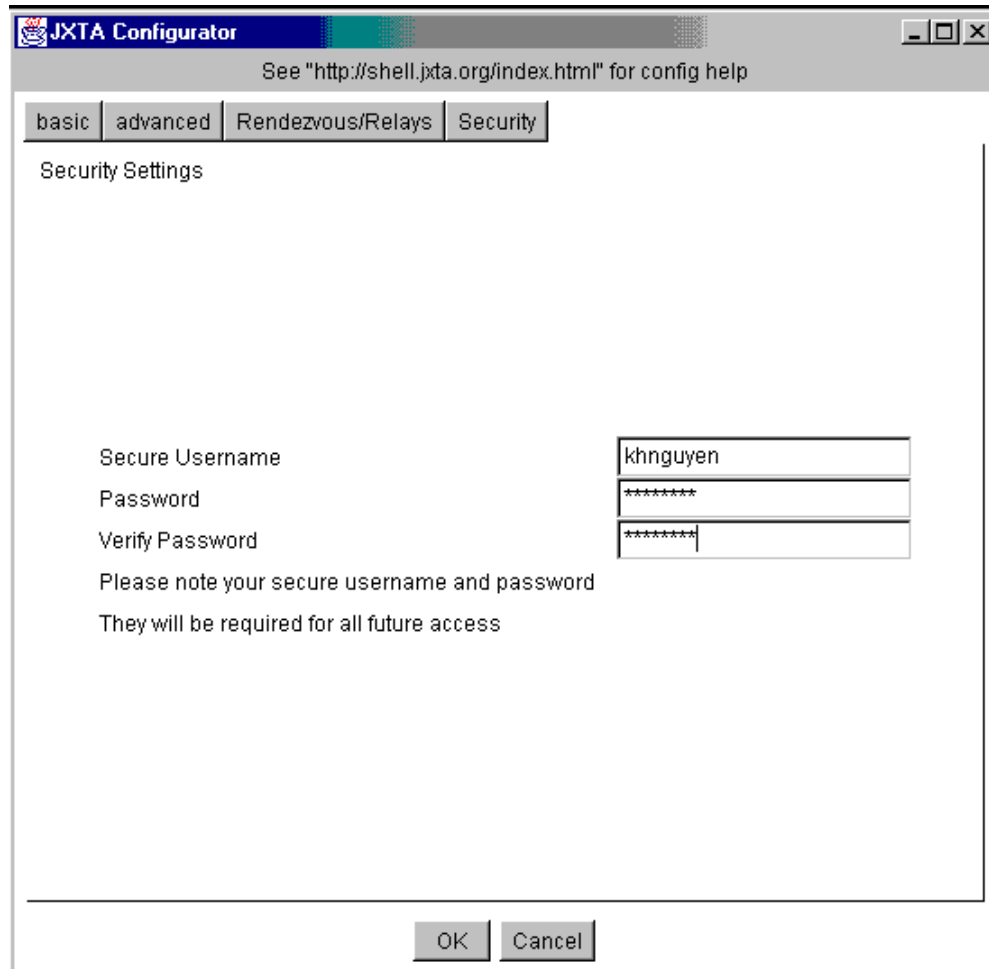 JXTA Configurator
See "http://shell.jxta.org/index.html" for config help
basic advanced Rendezvous/Relays Security
Security Settings
Secure Username khnguyen
Password ********
Verify Password ********
Please note your secure username and password
They will be required for all future access
OK Cancel